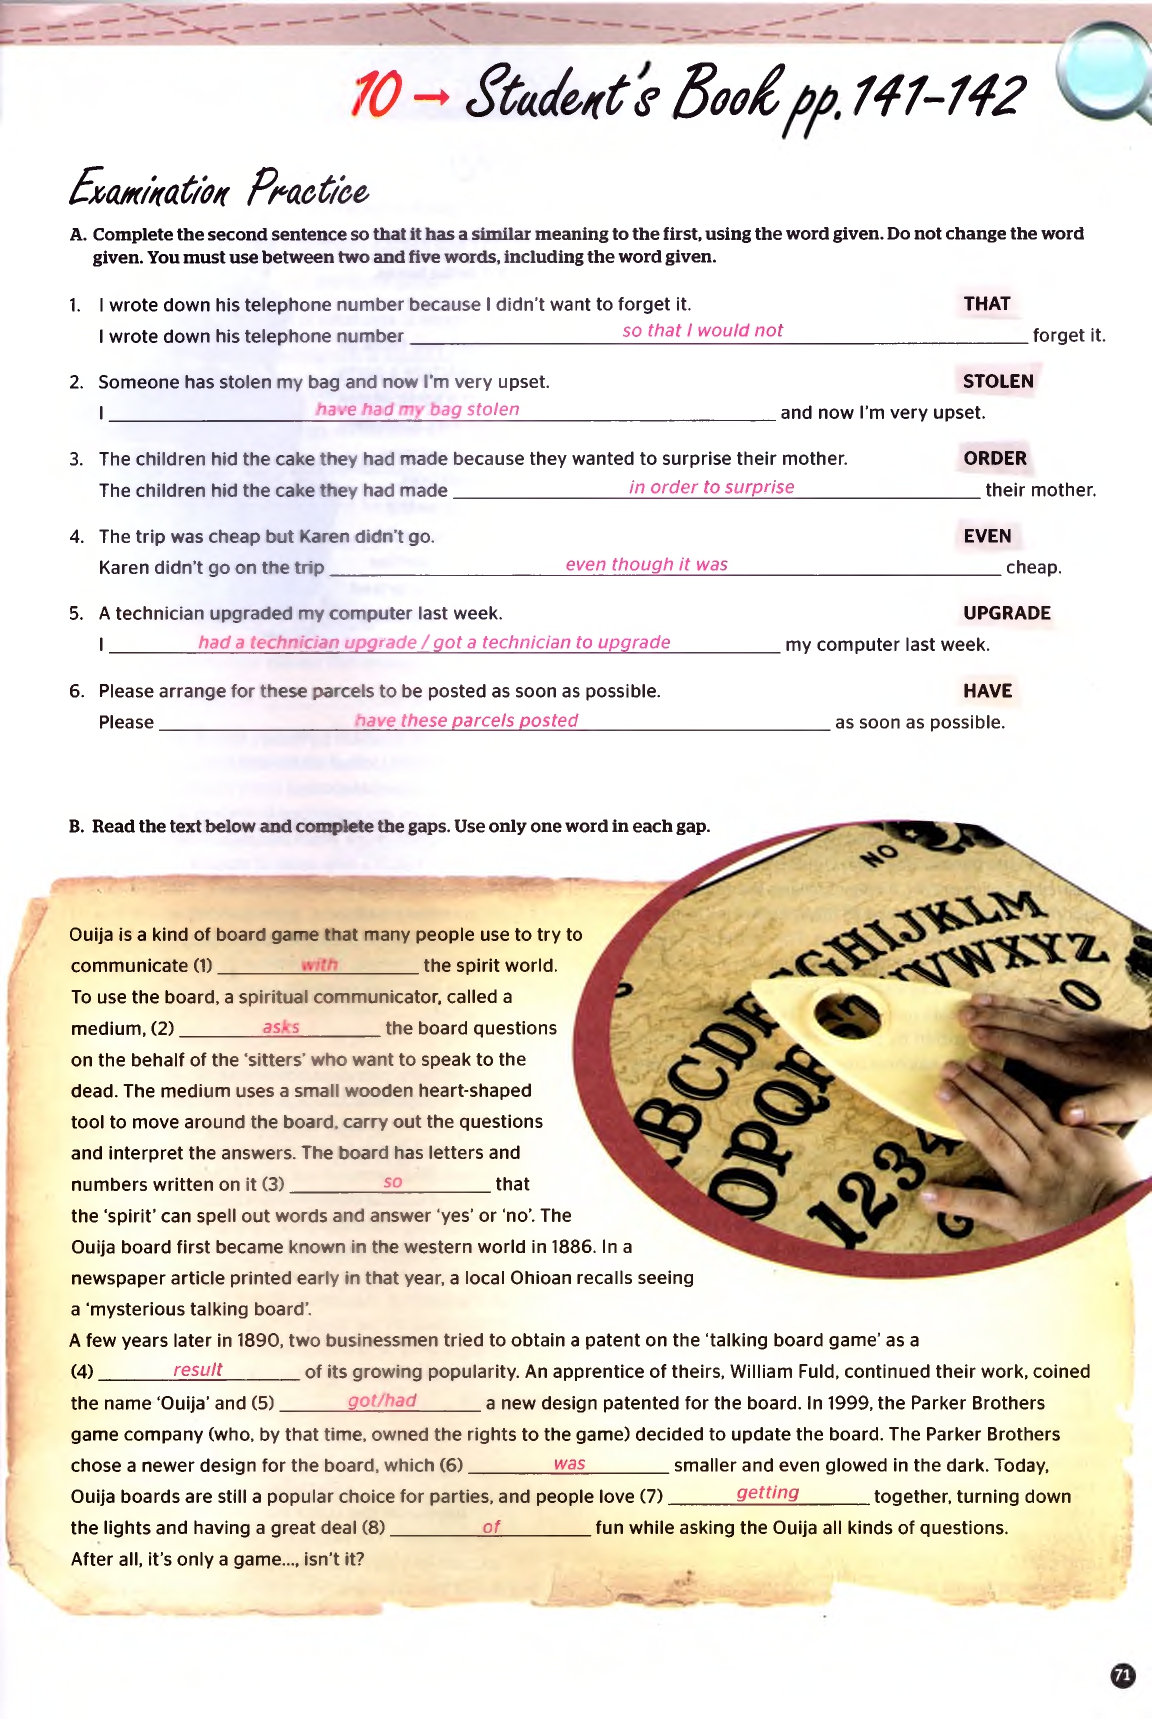 10 → Student's Book pp. 141-142
Examination Practice
A. Complete the second sentence so that it has a similar meaning to the first, using the word given. Do not change the word
given. You must use between two and five words, including the word given.
1. I wrote down his telephone number because I didn't want to forget it. THAT
I wrote down his telephone number so that I would not forget it.
2. Someone has stolen my bag and now I'm very upset. STOLEN
I have had my bag stolen and now I'm very upset.
3. The children hid the cake they had made because they wanted to surprise their mother. ORDER
The children hid the cake they had made in order to surprise their mother.
4. The trip was cheap but Karen didn't go. EVEN
Karen didn't go on the trip even though it was cheap.
5. A technician upgraded my computer last week. UPGRADE
I had a technician upgrade / got a technician to upgrade my computer last week.
6. Please arrange for these parcels to be posted as soon as possible. HAVE
Please have these parcels posted as soon as possible.
B. Read the text below and complete the gaps. Use only one word in each gap.
NO
GHIJKLM
VWXYZ
ABCDEF
OPQR
1234
0
Ouija is a kind of board game that many people use to try to
communicate (1) with the spirit world.
To use the board, a spiritual communicator, called a
medium, (2) asks the board questions
on the behalf of the 'sitters' who want to speak to the
dead. The medium uses a small wooden heart-shaped
tool to move around the board, carry out the questions
and interpret the answers. The board has letters and
numbers written on it (3) so that
the 'spirit' can spell out words and answer 'yes' or 'no'. The
Ouija board first became known in the western world in 1886. In a
newspaper article printed early in that year, a local Ohioan recalls seeing
a 'mysterious talking board'.
A few years later in 1890, two businessmen tried to obtain a patent on the 'talking board game' as a
(4) result of its growing popularity. An apprentice of theirs, William Fuld, continued their work, coined
the name 'Ouija' and (5) got/had a new design patented for the board. In 1999, the Parker Brothers
game company (who, by that time, owned the rights to the game) decided to update the board. The Parker Brothers
chose a newer design for the board, which (6) was smaller and even glowed in the dark. Today,
Ouija boards are still a popular choice for parties, and people love (7) getting together, turning down
the lights and having a great deal (8) of fun while asking the Ouija all kinds of questions.
After all, it's only a game..., isn't it?
71